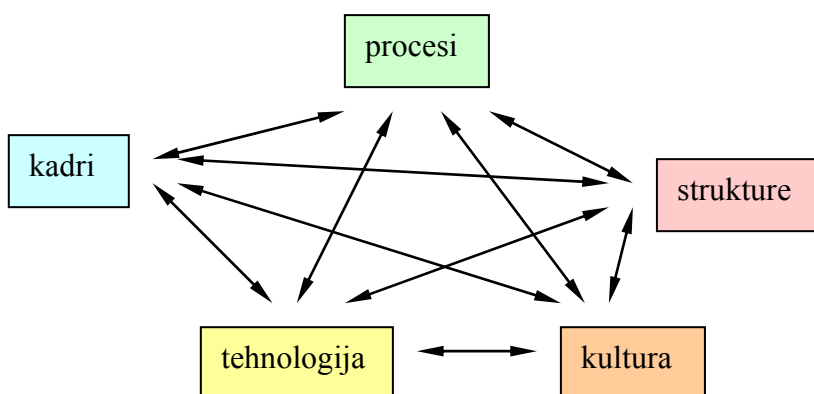 procesi
kadri
strukture
tehnologija
kultura